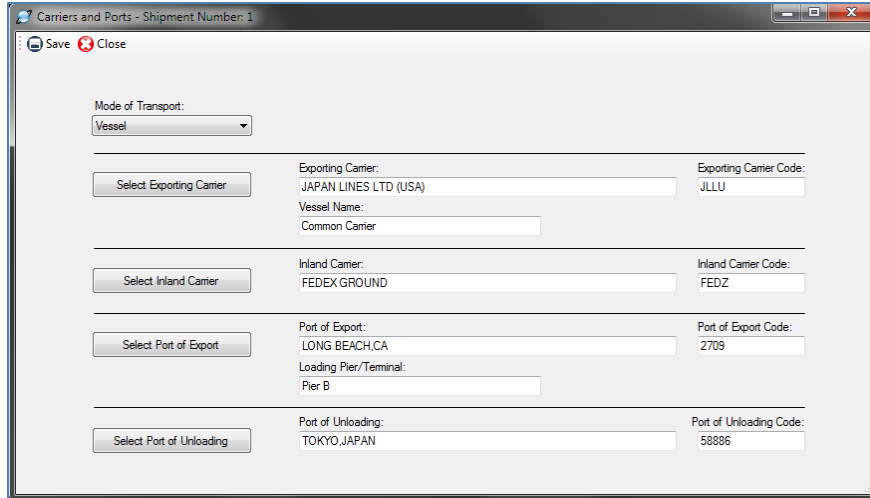 Carriers and Ports - Shipment Number: 1
Save Close
Mode of Transport:
Vessel
Select Exporting Carrier
Exporting Carrier:
JAPAN LINES LTD (USA)
Exporting Carrier Code:
JLLU
Vessel Name:
Common Carrier
Select Inland Carrier
Inland Carrier:
FEDEX GROUND
Inland Carrier Code:
FEDZ
Select Port of Export
Port of Export:
LONG BEACH,CA
Port of Export Code:
2709
Loading Pier/Terminal:
Pier B
Select Port of Unloading
Port of Unloading:
TOKYO,JAPAN
Port of Unloading Code:
58886